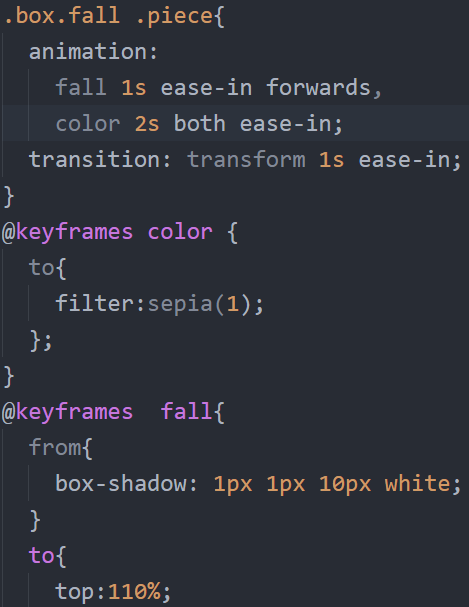 .box.fall .piece{
animation:
fall 1s ease-in forwards,
color 2s both ease-in;
transition: transform 1s ease-in;
}
@keyframes color {
to{
filter:sepia(1);
};
}
@keyframes  fall{
from{
box-shadow: 1px 1px 10px white;
}
to{
top:110%;